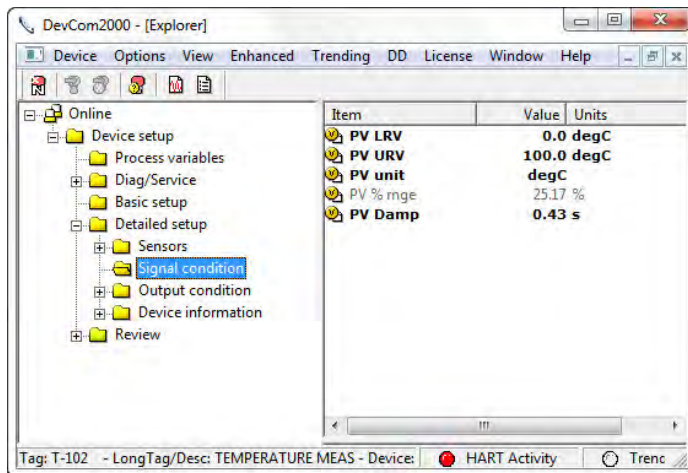 DevCom2000 - [Explorer]
Device Options View Enhanced Trending DD License Window Help
Online
Device setup
Process variables
Diag/Service
Basic setup
Detailed setup
Sensors
Signal condition
Output condition
Device information
Review
Item Value Units
PV LRV 0.0 degC
PV URV 100.0 degC
PV unit degC
PV % rnge 25.17 %
PV Damp 0.43 s
Tag: T-102 - LongTag/Desc: TEMPERATURE MEAS - Device: HART Activity Trenc